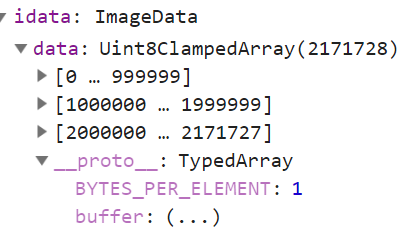 idata: ImageData
data: Uint8ClampedArray(2171728)
[0 … 999999]
[1000000 … 1999999]
[2000000 … 2171727]
__proto__: TypedArray
BYTES_PER_ELEMENT: 1
buffer: (...)